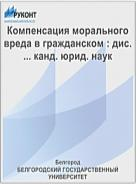 РУКОНТ
Компенсация морального
вреда в гражданском : дис.
... канд. юрид. наук
Белгород
БЕЛГОРОДСКИЙ ГОСУДАРСТВЕННЫЙ
УНИВЕРСИТЕТ